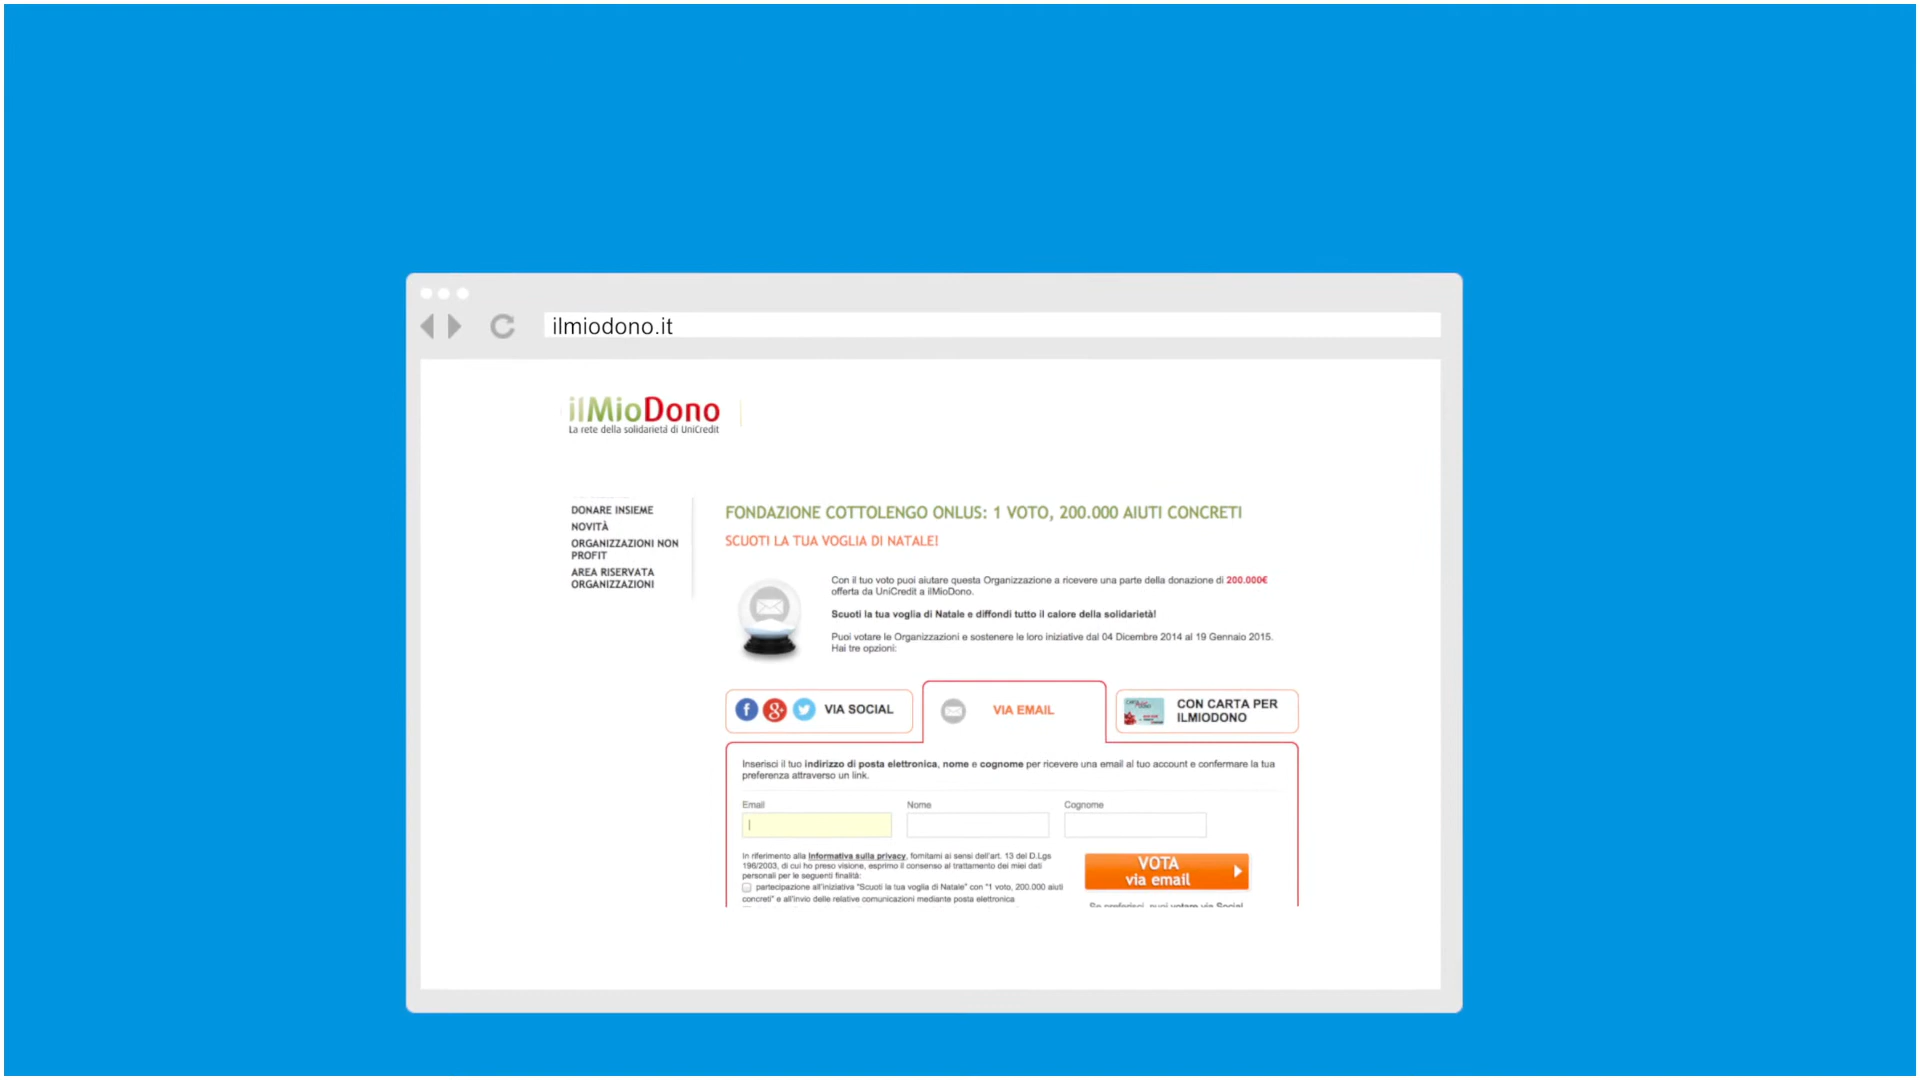 ilmiodono.it
ilMioDono
La rete della solidarietá di UniCredit
DONARE INSIEME
NOVITÀ
ORGANIZZAZIONI NON
PROFIT
AREA RISERVATA
ORGANIZZAZIONI
FONDAZIONE COTTOLENGO ONLUS: 1 VOTO, 200.000 AIUTI CONCRETI
SCUOTI LA TUA VOGLIA DI NATALE!
Con il tuo voto puoi aiutare questa Organizzazione a ricevere una parte della donazione di 200.000€
offerta da UniCredit a ilMioDono.
Scuoti la tua voglia di Natale e diffondi tutto il calore della solidarietà!
Puoi votare le Organizzazioni e sostenere le loro iniziative dal 04 Dicembre 2014 al 19 Gennaio 2015.
Hai tre opzioni:
VIA SOCIAL
VIA EMAIL
CON CARTA PER
ILMIODONO
Inserisci il tuo indirizzo di posta elettronica, nome e cognome per ricevere una email al tuo account e confermare la tua
preferenza attraverso un link.
Email Nome Cognome
In riferimento alla Informativa sulla privacy, fornitami ai sensi dell'art. 13 del D.Lgs
196/2003, di cui ho preso visione, esprimo il consenso al trattamento dei miei dati
personali per le seguenti finalità:
partecipazione all'iniziativa "Scuoti la tua voglia di Natale" con "1 voto, 200.000 aiuti
concreti" e all'invio delle relative comunicazioni mediante posta elettronica
VOTA
via email
Se preferisci, puoi votare via Social